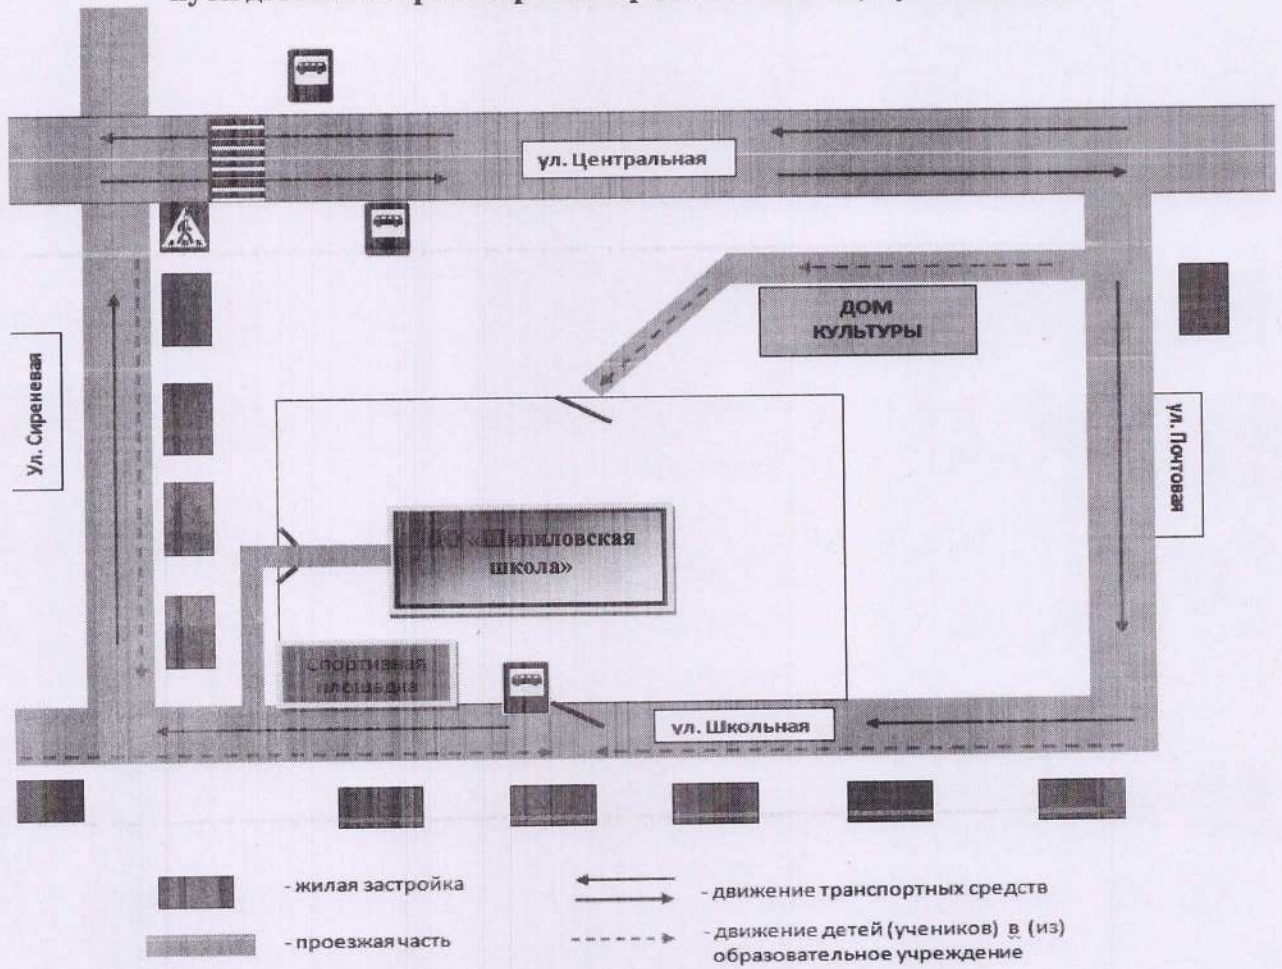 ул. Центральная
ДОМ
КУЛЬТУРЫ
Ул. Сиреневая
ул. Почтовая
«Шипиловская
школа»
Спортивная
площадка
ул. Школьная
- жилая застройка
- движение транспортных средств
- проезжая часть
- движение детей (учеников) в (из)
образовательное учреждение